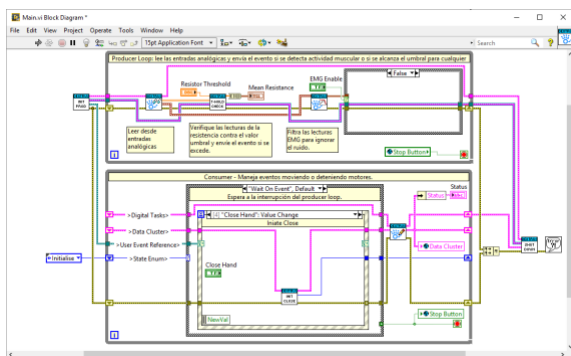 Main.vi Block Diagram *
File Edit View Project Operate Tools Window Help
15pt Application Font
Search
Producer Loop: lee las entradas analógicas y envía el evento si se detecta actividad muscular o si se alcanza el umbral para cualquier
Resistor Threshold
Mean Resistance
EMG Enable
False
Leer desde
entradas
analógicas
Verifique las lecturas de la
resistencia contra el valor
umbral y envíe el evento si se
excede.
Filtra las lecturas
EMG para ignorar
el ruido.
Stop Button
Consumer - Maneja eventos moviendo o deteniendo motores.
"Wait On Event", Default
Espera a la interrupción del producer loop.
[4] "Close Hand": Value Change
Iniate Close
>Digital Tasks>
>Data Cluster>
>User Event Reference>
>State Enum>
Initialise
Close Hand
NewVal
Status
Status
Data Cluster
Stop Button